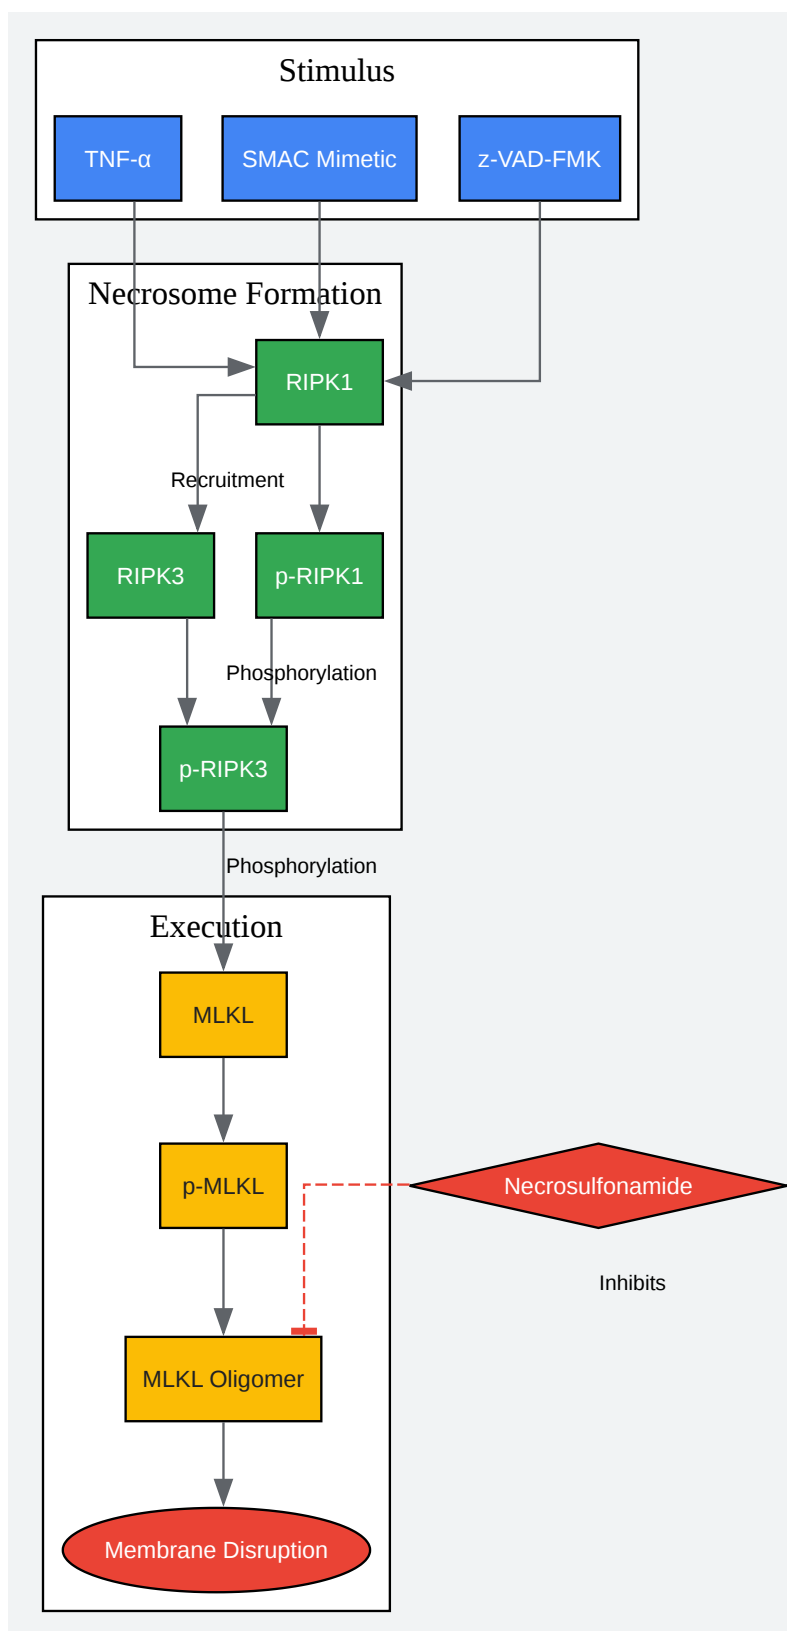 Stimulus
TNF-α
SMAC Mimetic
z-VAD-FMK
Necrosome Formation
RIPK1
Recruitment
RIPK3
p-RIPK1
Phosphorylation
p-RIPK3
Phosphorylation
Execution
MLKL
p-MLKL
Necrosulfonamide
Inhibits
MLKL Oligomer
Membrane Disruption